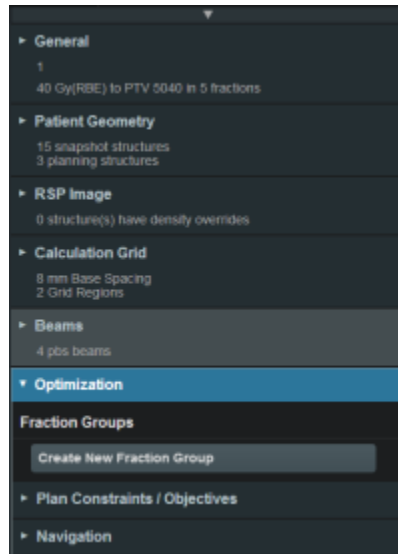 General
1
40 Gy(RBE) to PTV 5040 in 5 fractions
Patient Geometry
15 snapshot structures
3 planning structures
RSP Image
0 structure(s) have density overrides
Calculation Grid
8 mm Base Spacing
2 Grid Regions
Beams
4 pbs beams
Optimization
Fraction Groups
Create New Fraction Group
Plan Constraints / Objectives
Navigation